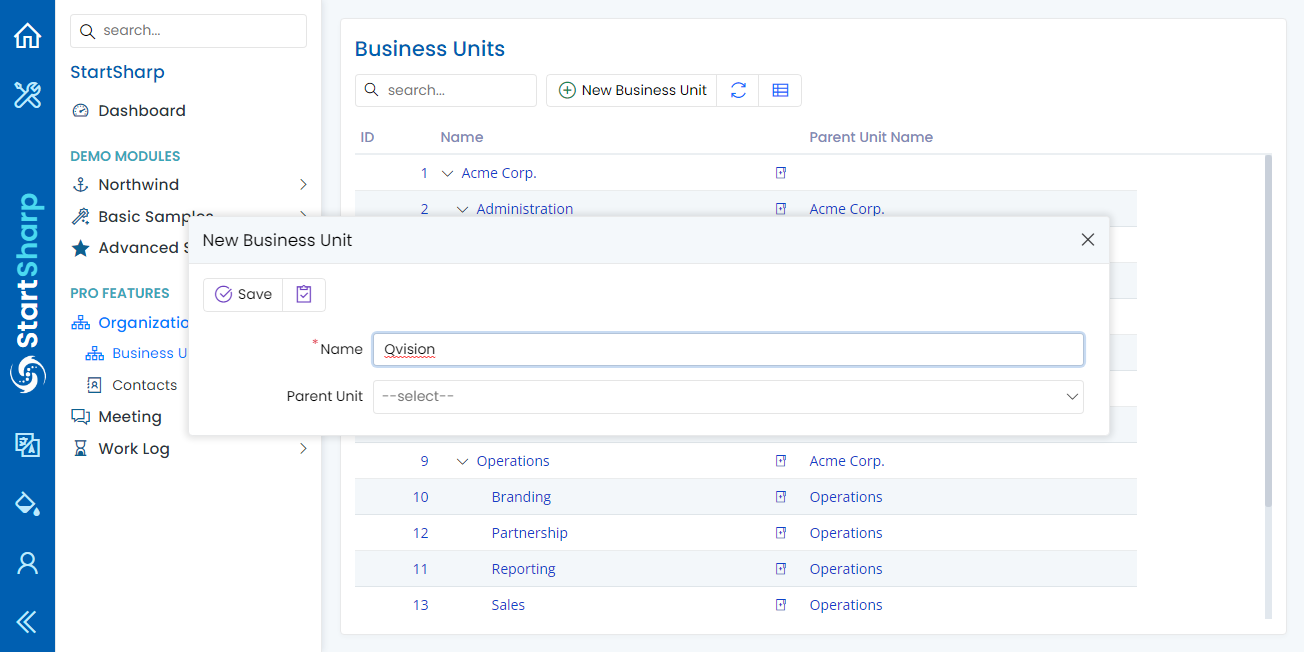 search...
StartSharp
Dashboard
DEMO MODULES
Northwind
Basic Samples
Advanced S
PRO FEATURES
Organizatio
Business U
Contacts
Meeting
Work Log
StartSharp
Business Units
search...
New Business Unit
ID Name Parent Unit Name
1 Acme Corp.
2 Administration Acme Corp.
New Business Unit
Save
* Name Qvision
Parent Unit --select--
9 Operations Acme Corp.
10 Branding Operations
12 Partnership Operations
11 Reporting Operations
13 Sales Operations